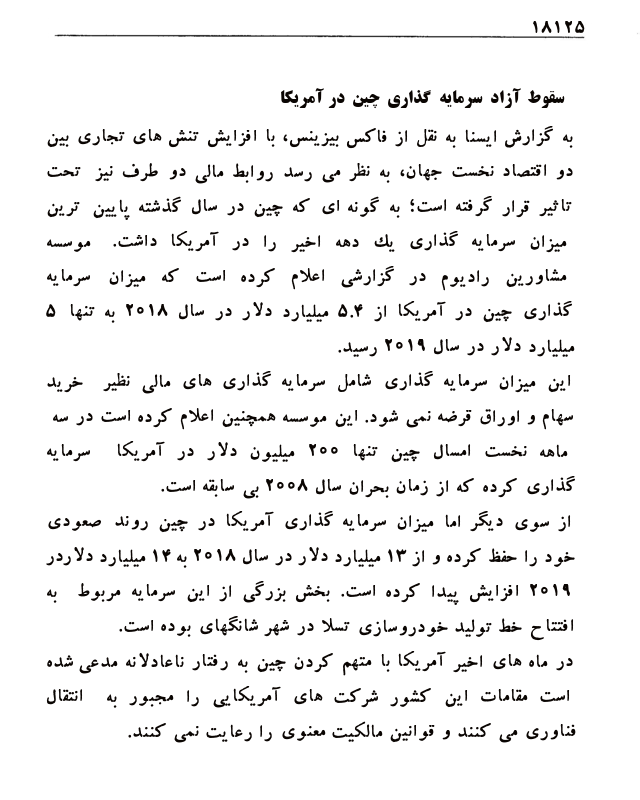 ۱۸۱۲۵
سقوط آزاد سرمایه گذاری چین در آمریکا
به گزارش ایسنا به نقل از فاکس بیزینس، با افزایش تنش های تجاری بین
دو اقتصاد نخست جهان، به نظر می رسد روابط مالی دو طرف نیز تحت
تاثیر قرار گرفته است؛ به گونه ای که چین در سال گذشته پایین ترین
میزان سرمایه گذاری یك دهه اخیر را در آمریکا داشت. موسسه
مشاورین رادیوم در گزارشی اعلام کرده است که میزان سرمایه
گذاری چین در آمریکا از ۵.۴ میلیارد دلار در سال ۲۰۱۸ به تنها ۵
میلیارد دلار در سال ۲۰۱۹ رسید.
این میزان سرمایه گذاری شامل سرمایه گذاری های مالی نظیر خرید
سهام و اوراق قرضه نمی شود. این موسسه همچنین اعلام کرده است در سه
ماهه نخست امسال چین تنها ۲۰۰ میلیون دلار در آمریکا سرمایه
گذاری کرده که از زمان بحران سال ۲۰۰۸ بی سابقه است.
از سوی دیگر اما میزان سرمایه گذاری آمریکا در چین روند صعودی
خود را حفظ کرده و از ۱۳ میلیارد دلار در سال ۲۰۱۸ به ۱۴ میلیارد دلاردر
۲۰۱۹ افزایش پیدا کرده است. بخش بزرگی از این سرمایه مربوط به
افتتاح خط تولید خودروسازی تسلا در شهر شانگهای بوده است.
در ماه های اخیر آمریکا با متهم کردن چین به رفتار ناعادلانه مدعی شده
است مقامات این کشور شرکت های آمریکایی را مجبور به انتقال
فناوری می کنند و قوانین مالکیت معنوی را رعایت نمی کنند.